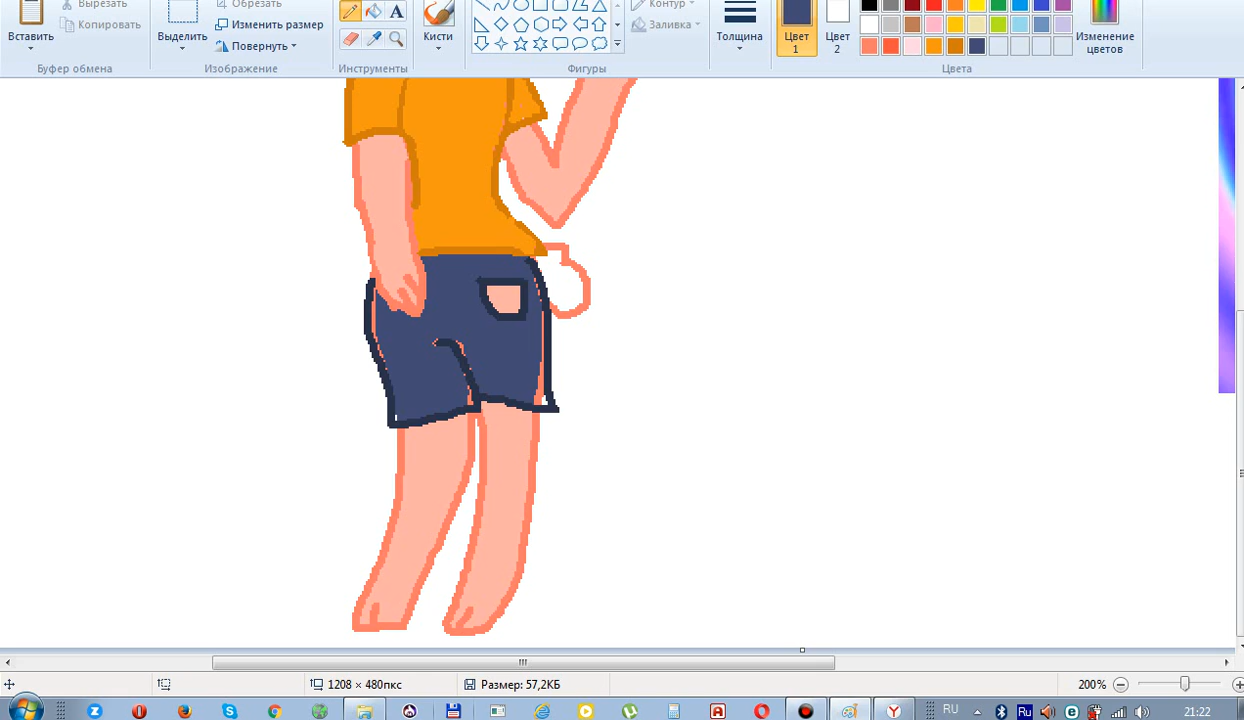 Вырезать
Обрезать
Контур
Вставить
Копировать
Выделить
Изменить размер
Повернуть
A
Кисти
Заливка
Толщина
Цвет 1
Цвет 2
Изменение цветов
Буфер обмена
Изображение
Инструменты
Фигуры
Цвета
1208 × 480пкс
Размер: 57,2КБ
200%
RU
Ru
21:22